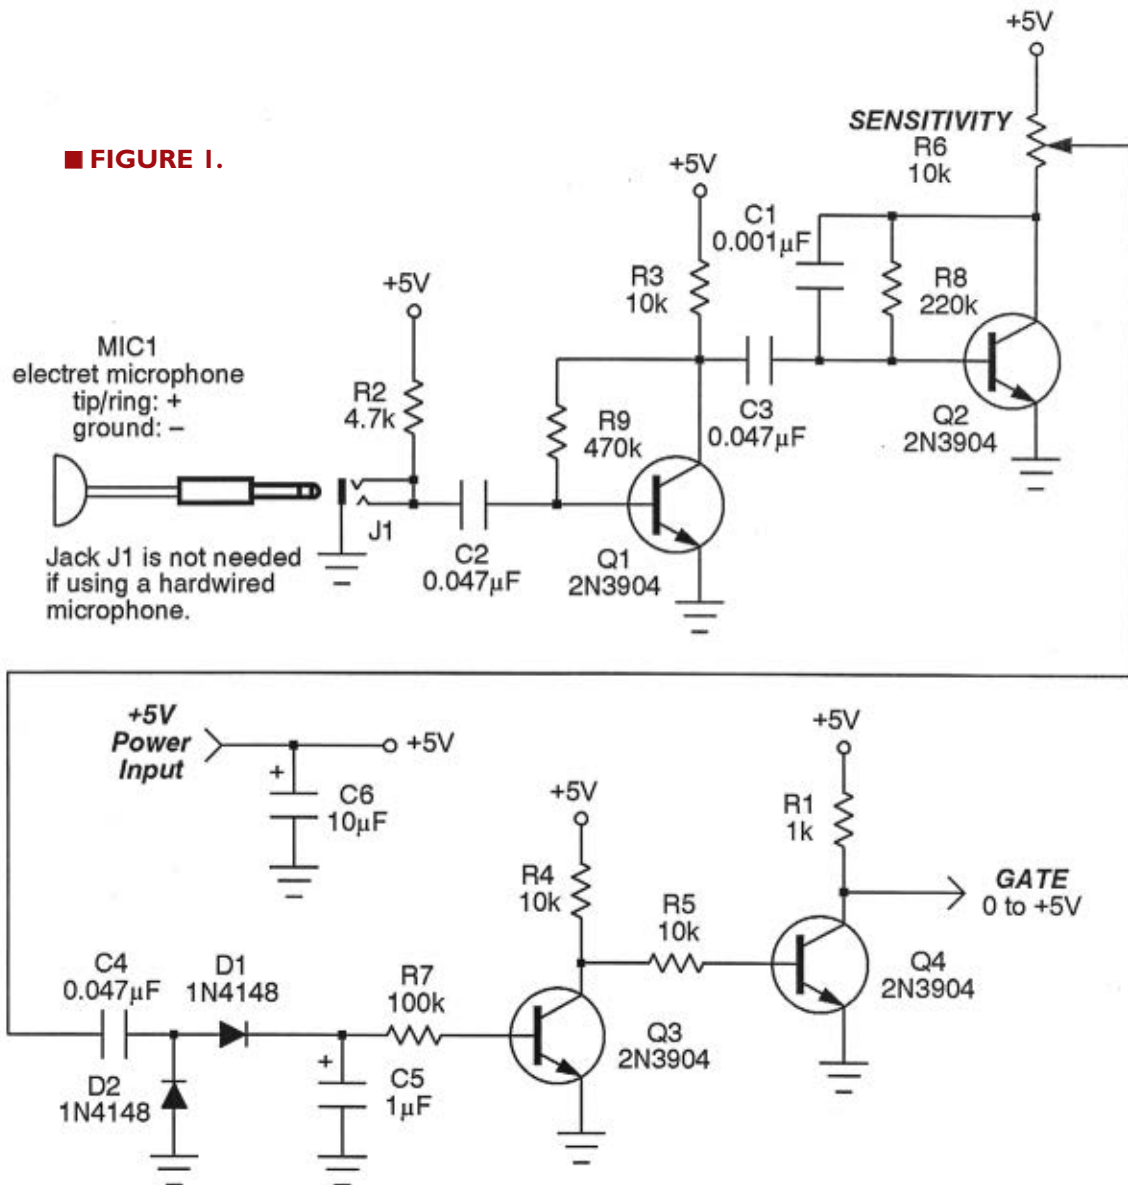 ■ FIGURE 1.
+5V
SENSITIVITY
R6
10k
+5V
C1
0.001µF
R3
10k
R8
220k
+5V
MIC1
electret microphone
tip/ring: +
ground: –
R2
4.7k
R9
470k
C3
0.047µF
Q2
2N3904
J1
C2
0.047µF
Q1
2N3904
Jack J1 is not needed
if using a hardwired
microphone.
+5V
Power
Input
+5V
+
C6
10µF
+5V
R4
10k
+5V
R1
1k
GATE
0 to +5V
R5
10k
C4
0.047µF
D1
1N4148
R7
100k
Q4
2N3904
Q3
2N3904
D2
1N4148
+
C5
1µF